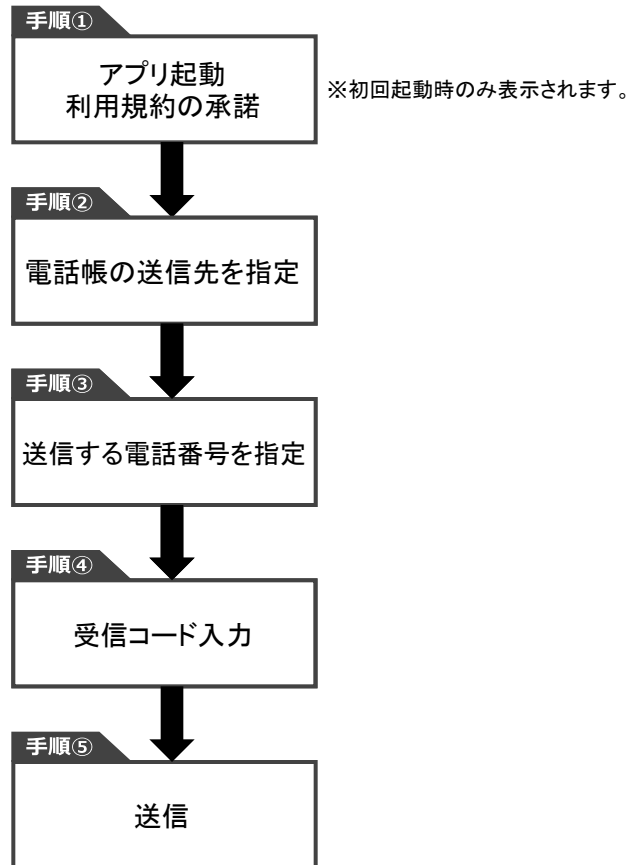 手順①
アプリ起動
利用規約の承諾
※初回起動時のみ表示されます。
手順②
電話帳の送信先を指定
手順③
送信する電話番号を指定
手順④
受信コード入力
手順⑤
送信